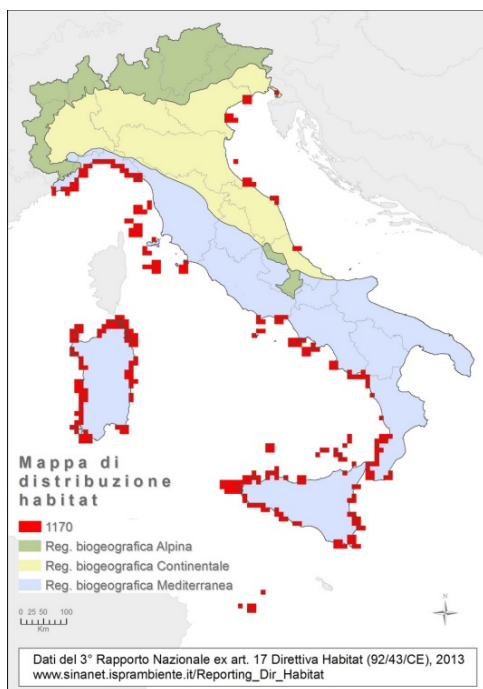 Mappa di
distribuzione
habitat
1170
Reg. biogeografica Alpina
Reg. biogeografica Continentale
Reg. biogeografica Mediterranea
0 25 50 100
Km
N
Dati del 3° Rapporto Nazionale ex art. 17 Direttiva Habitat (92/43/CE), 2013
www.sinanet.isprambiente.it/Reporting_Dir_Habitat